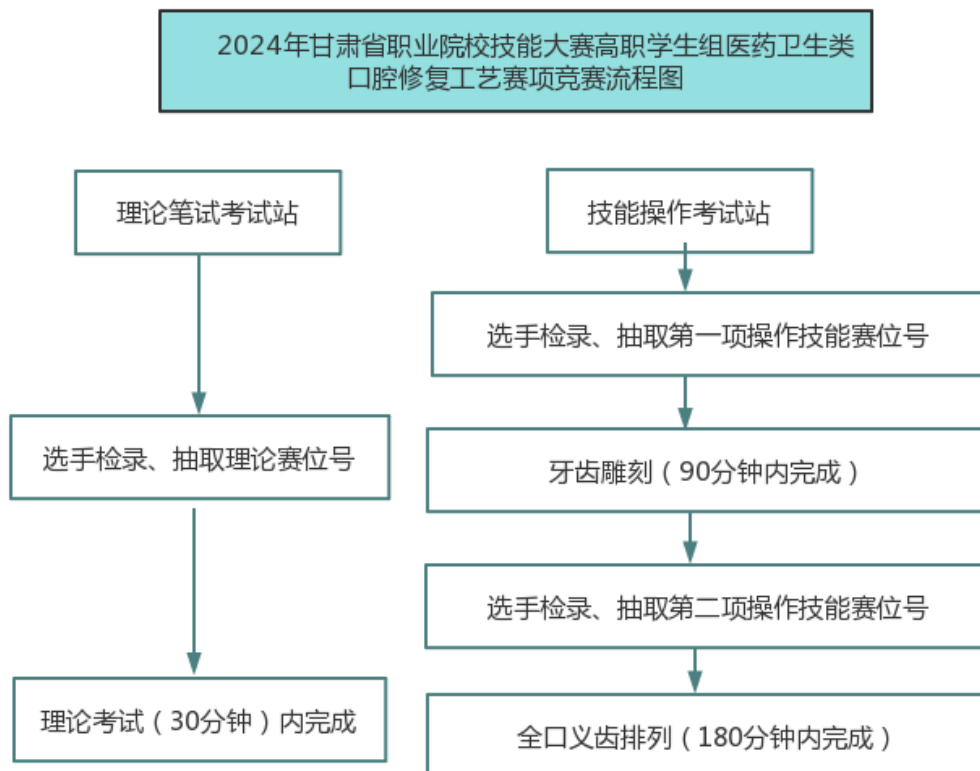 2024年甘肃省职业院校技能大赛高职学生组医药卫生类
口腔修复工艺赛项竞赛流程图
理论笔试考试站
选手检录、抽取理论赛位号
理论考试（30分钟）内完成
技能操作考试站
选手检录、抽取第一项操作技能赛位号
牙齿雕刻（90分钟内完成）
选手检录、抽取第二项操作技能赛位号
全口义齿排列（180分钟内完成）